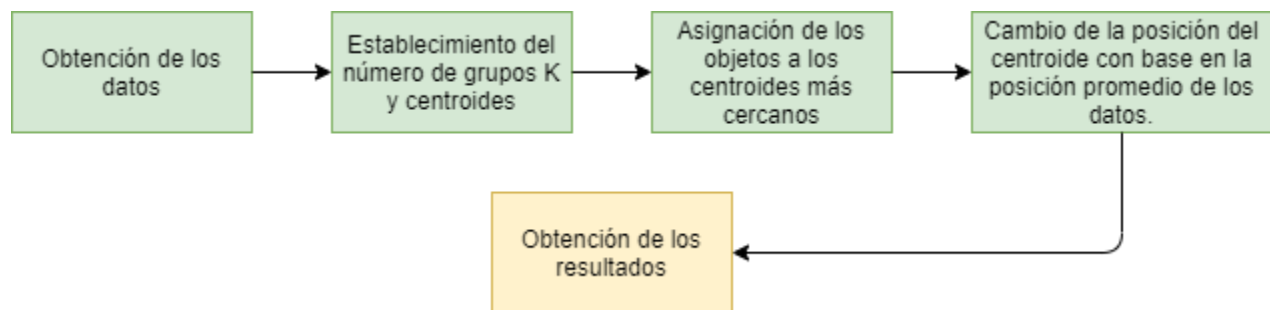 Obtención de los
datos
Establecimiento del
número de grupos K
y centroides
Asignación de los
objetos a los
centroides más
cercanos
Cambio de la posición del
centroide con base en la
posición promedio de los
datos.
Obtención de los
resultados